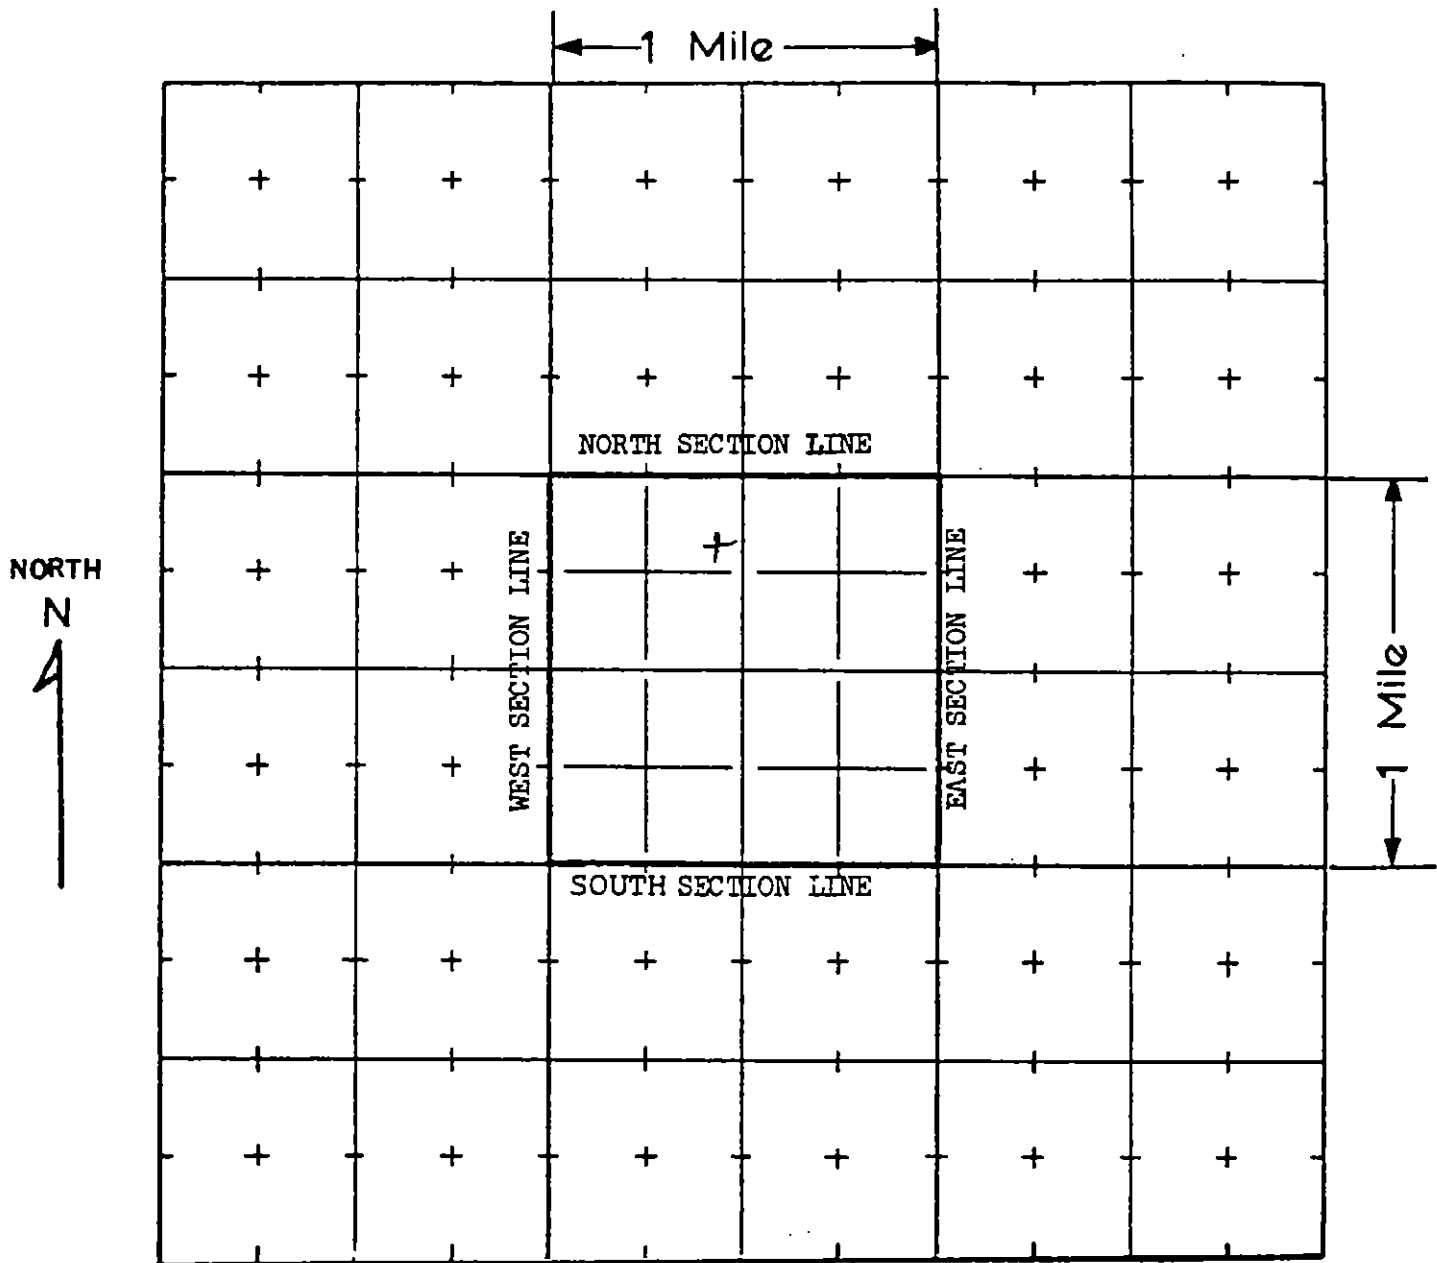 1 Mile
NORTH SECTION LINE
NORTH
N
WEST SECTION LINE
EAST SECTION LINE
1 Mile
SOUTH SECTION LINE